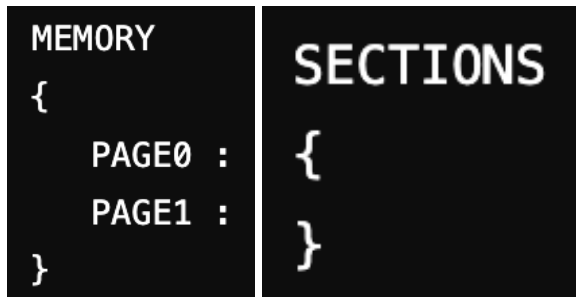 MEMORY
{
PAGE0 :
PAGE1 :
}
SECTIONS
{
}